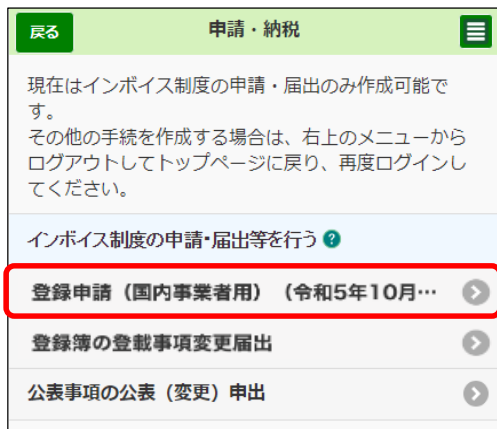 戻る
申請・納税
現在はインボイス制度の申請・届出のみ作成可能で
す。
その他の手続を作成する場合は、右上のメニューから
ログアウトしてトップページに戻り、再度ログインし
てください。
インボイス制度の申請・届出等を行う ?
登録申請（国内事業者用）（令和5年10月…
登録簿の登載事項変更届出
公表事項の公表（変更）申出